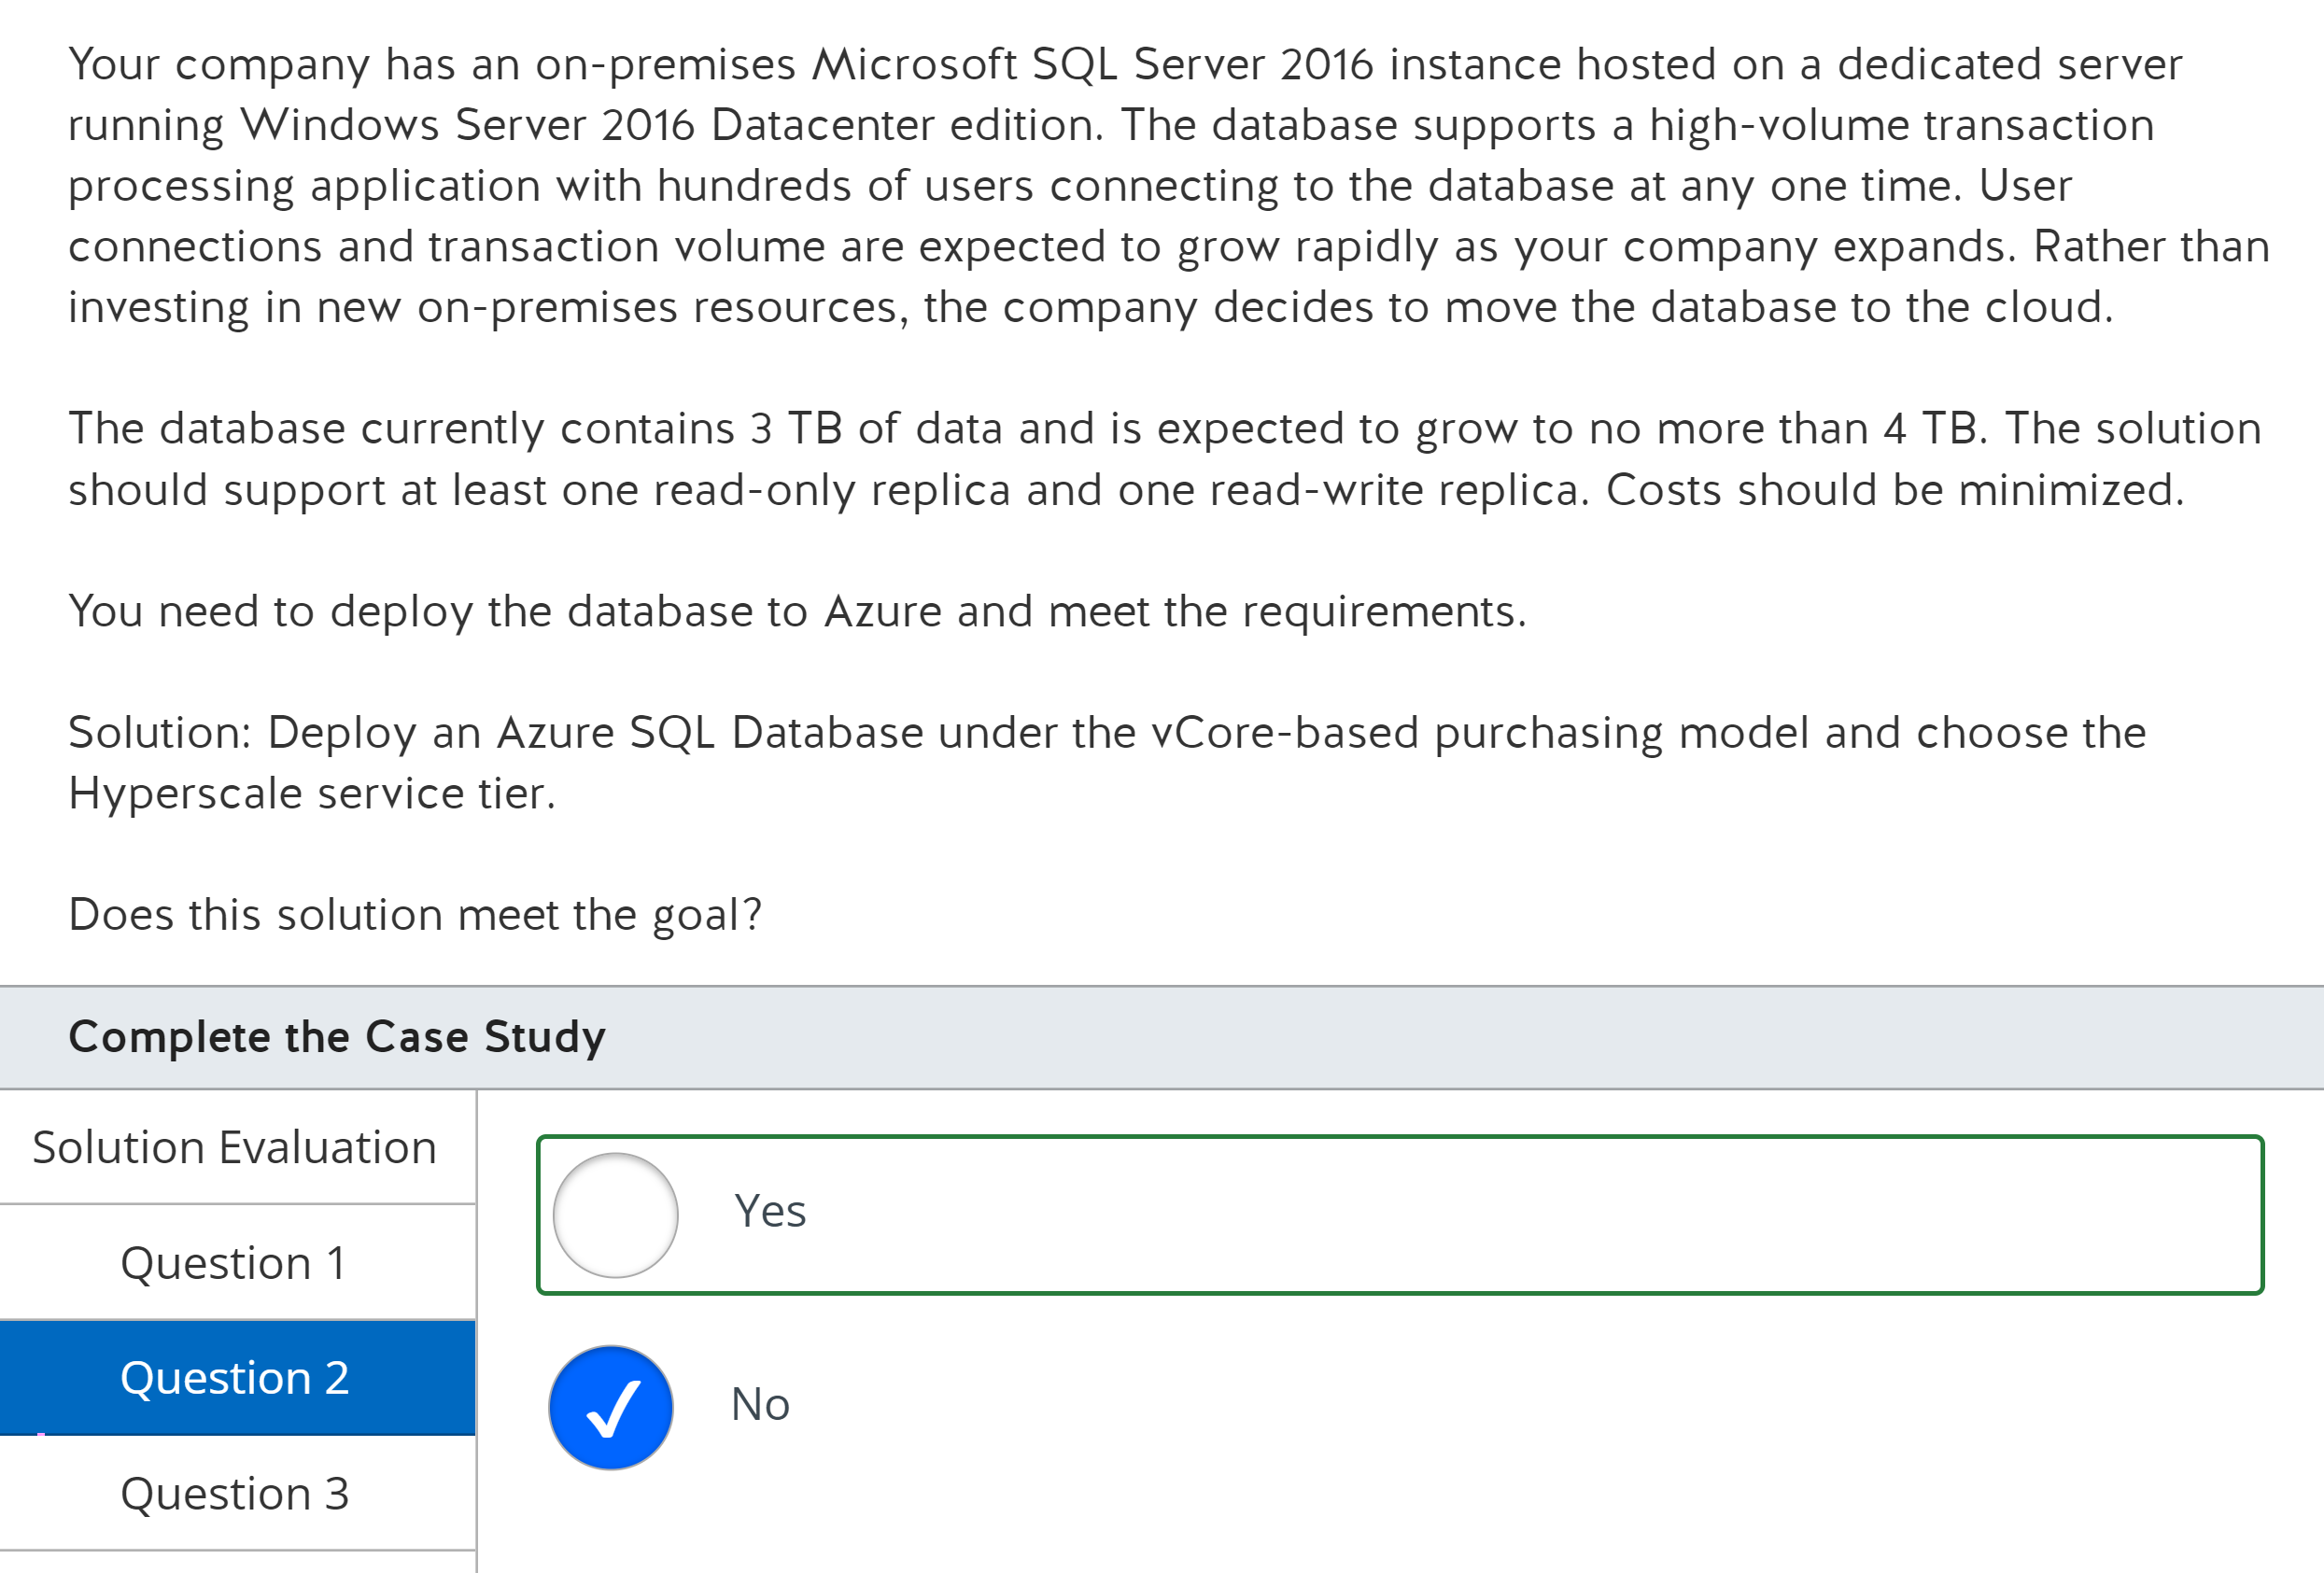 Your company has an on-premises Microsoft SQL Server 2016 instance hosted on a dedicated server
running Windows Server 2016 Datacenter edition. The database supports a high-volume transaction
processing application with hundreds of users connecting to the database at any one time. User
connections and transaction volume are expected to grow rapidly as your company expands. Rather than
investing in new on-premises resources, the company decides to move the database to the cloud.
The database currently contains 3 TB of data and is expected to grow to no more than 4 TB. The solution
should support at least one read-only replica and one read-write replica. Costs should be minimized.
You need to deploy the database to Azure and meet the requirements.
Solution: Deploy an Azure SQL Database under the vCore-based purchasing model and choose the
Hyperscale service tier.
Does this solution meet the goal?
Complete the Case Study
Solution Evaluation
Question 1
Question 2
Question 3
Yes
No